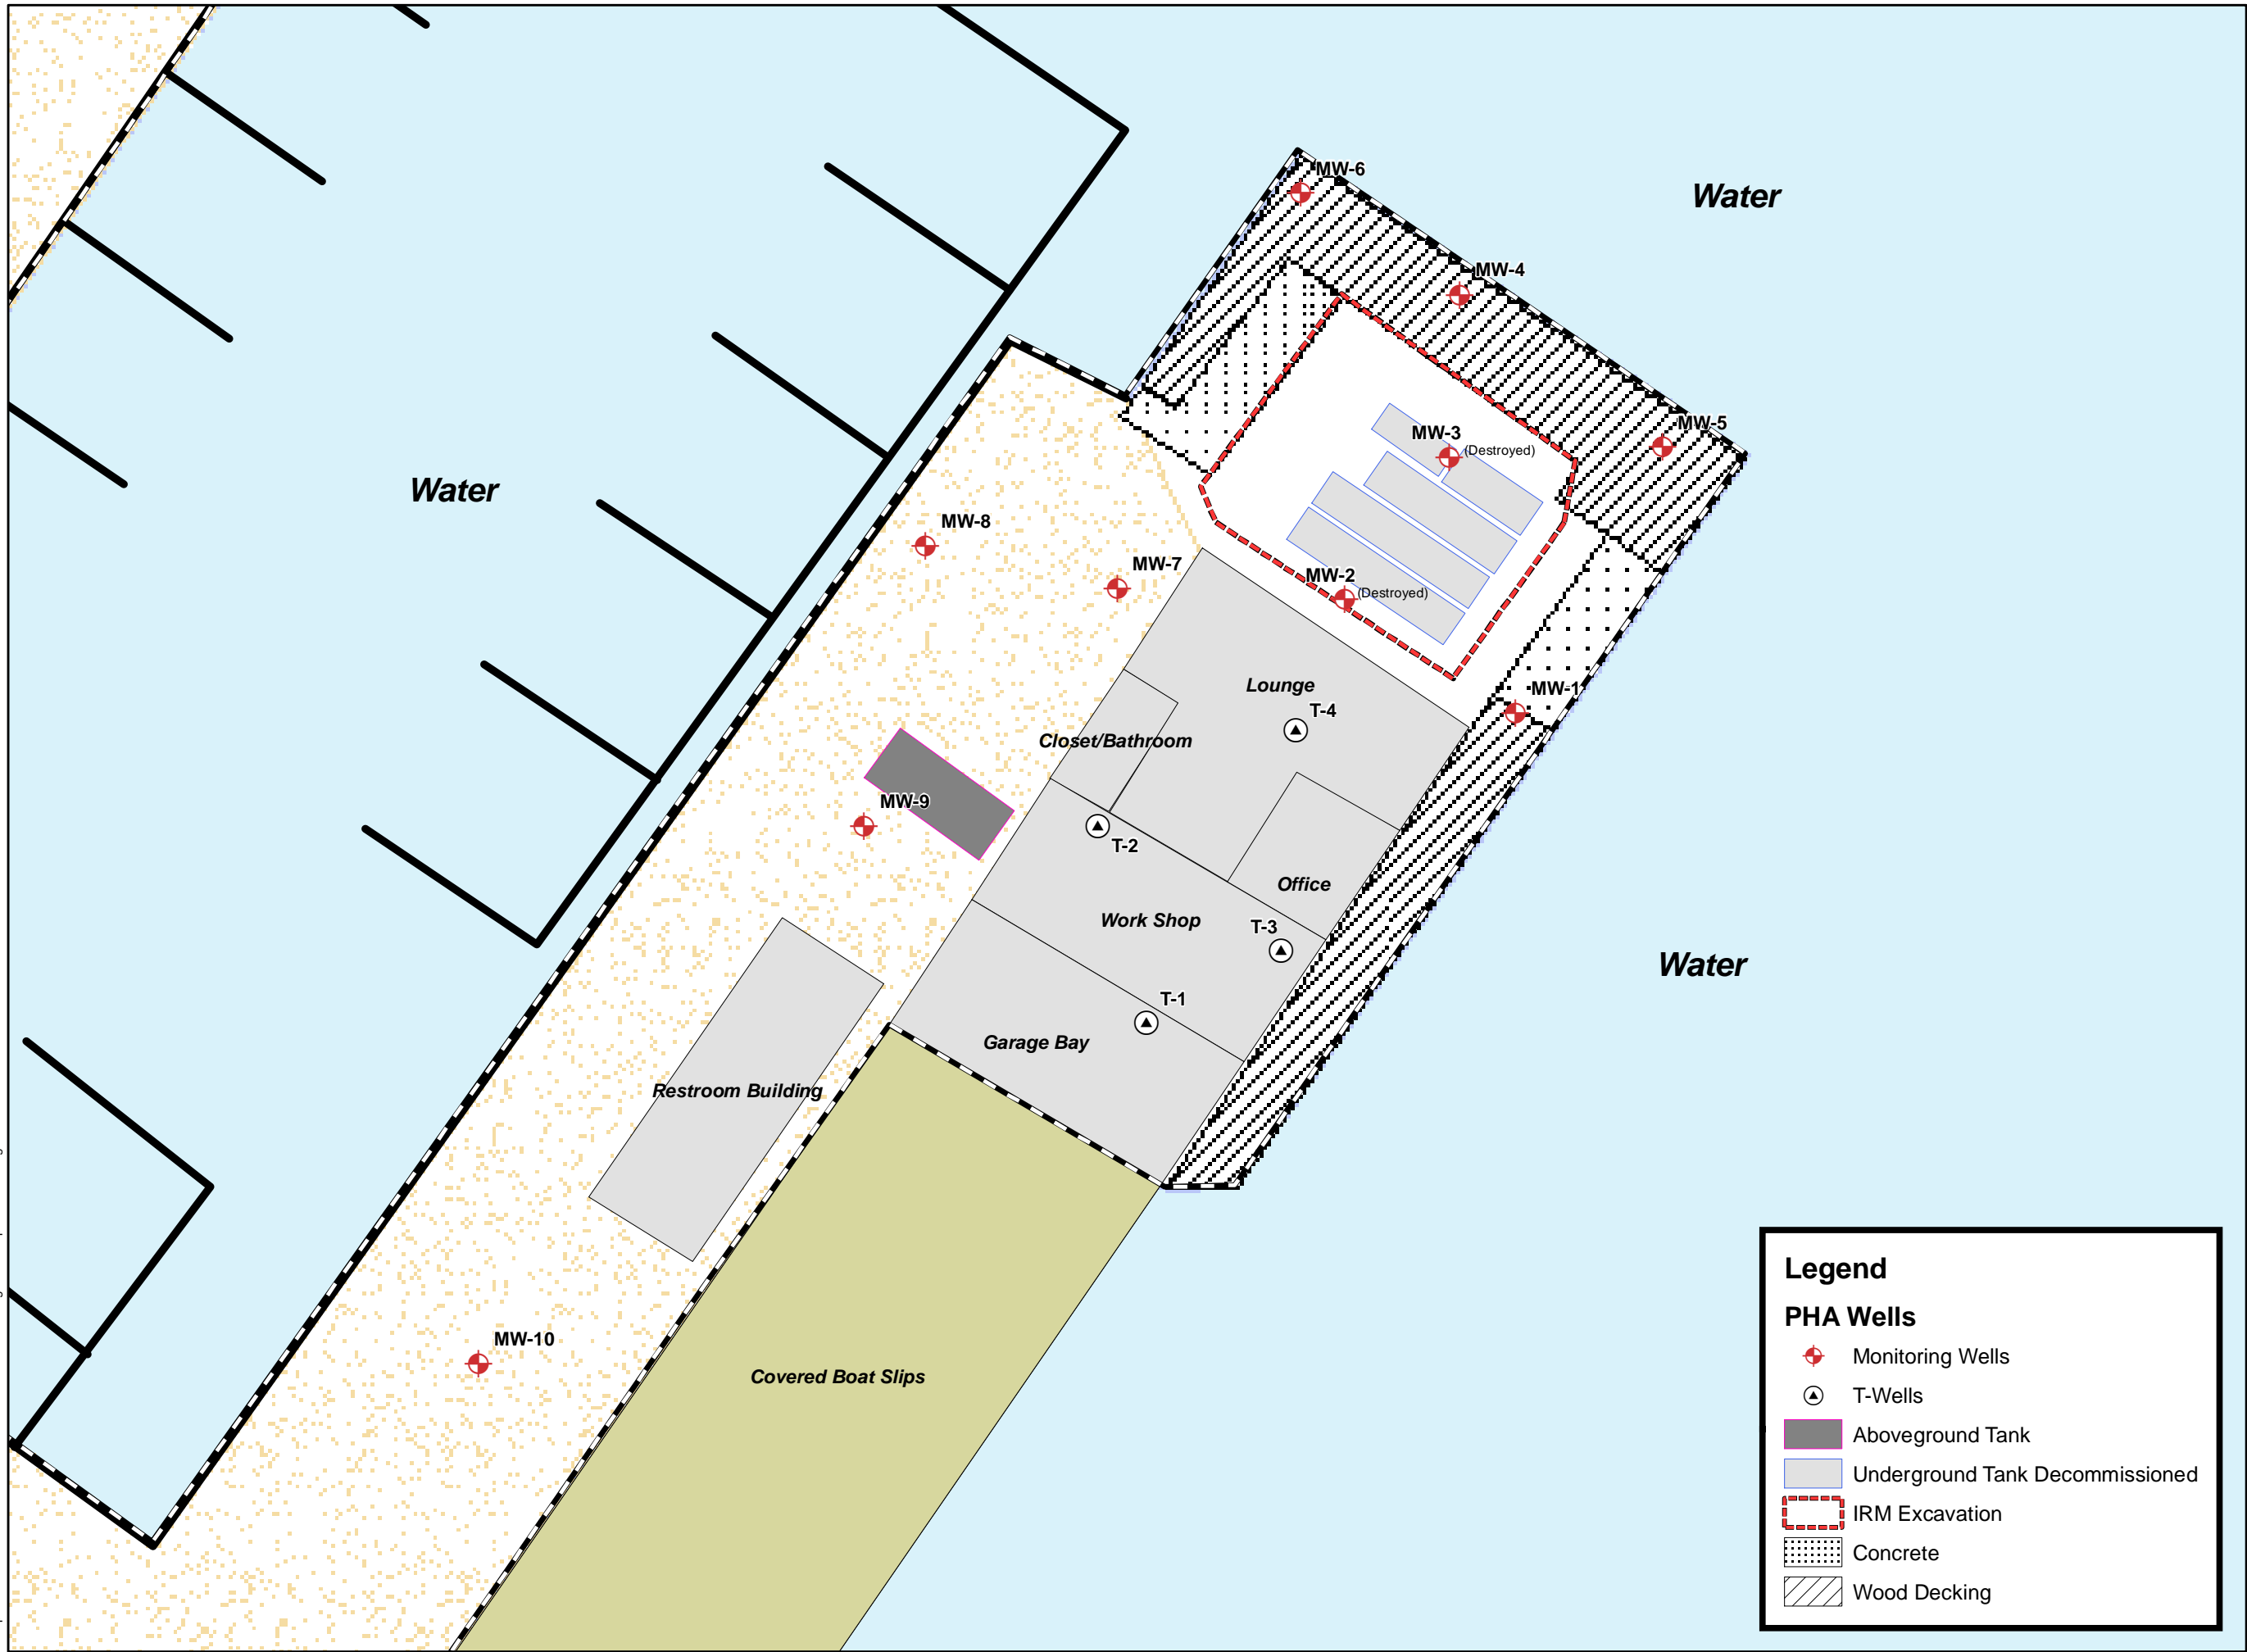 MW-6
Water
MW-4
MW-5
MW-3
(Destroyed)
Water
MW-8
MW-7
MW-2
(Destroyed)
Lounge
MW-1
T-4
Closet/Bathroom
MW-9
T-2
Office
Work Shop
T-3
Water
T-1
Garage Bay
Restroom Building
MW-10
Covered Boat Slips
Legend
PHA Wells
Monitoring Wells
T-Wells
Aboveground Tank
Underground Tank Decommissioned
IRM Excavation
Concrete
Wood Decking